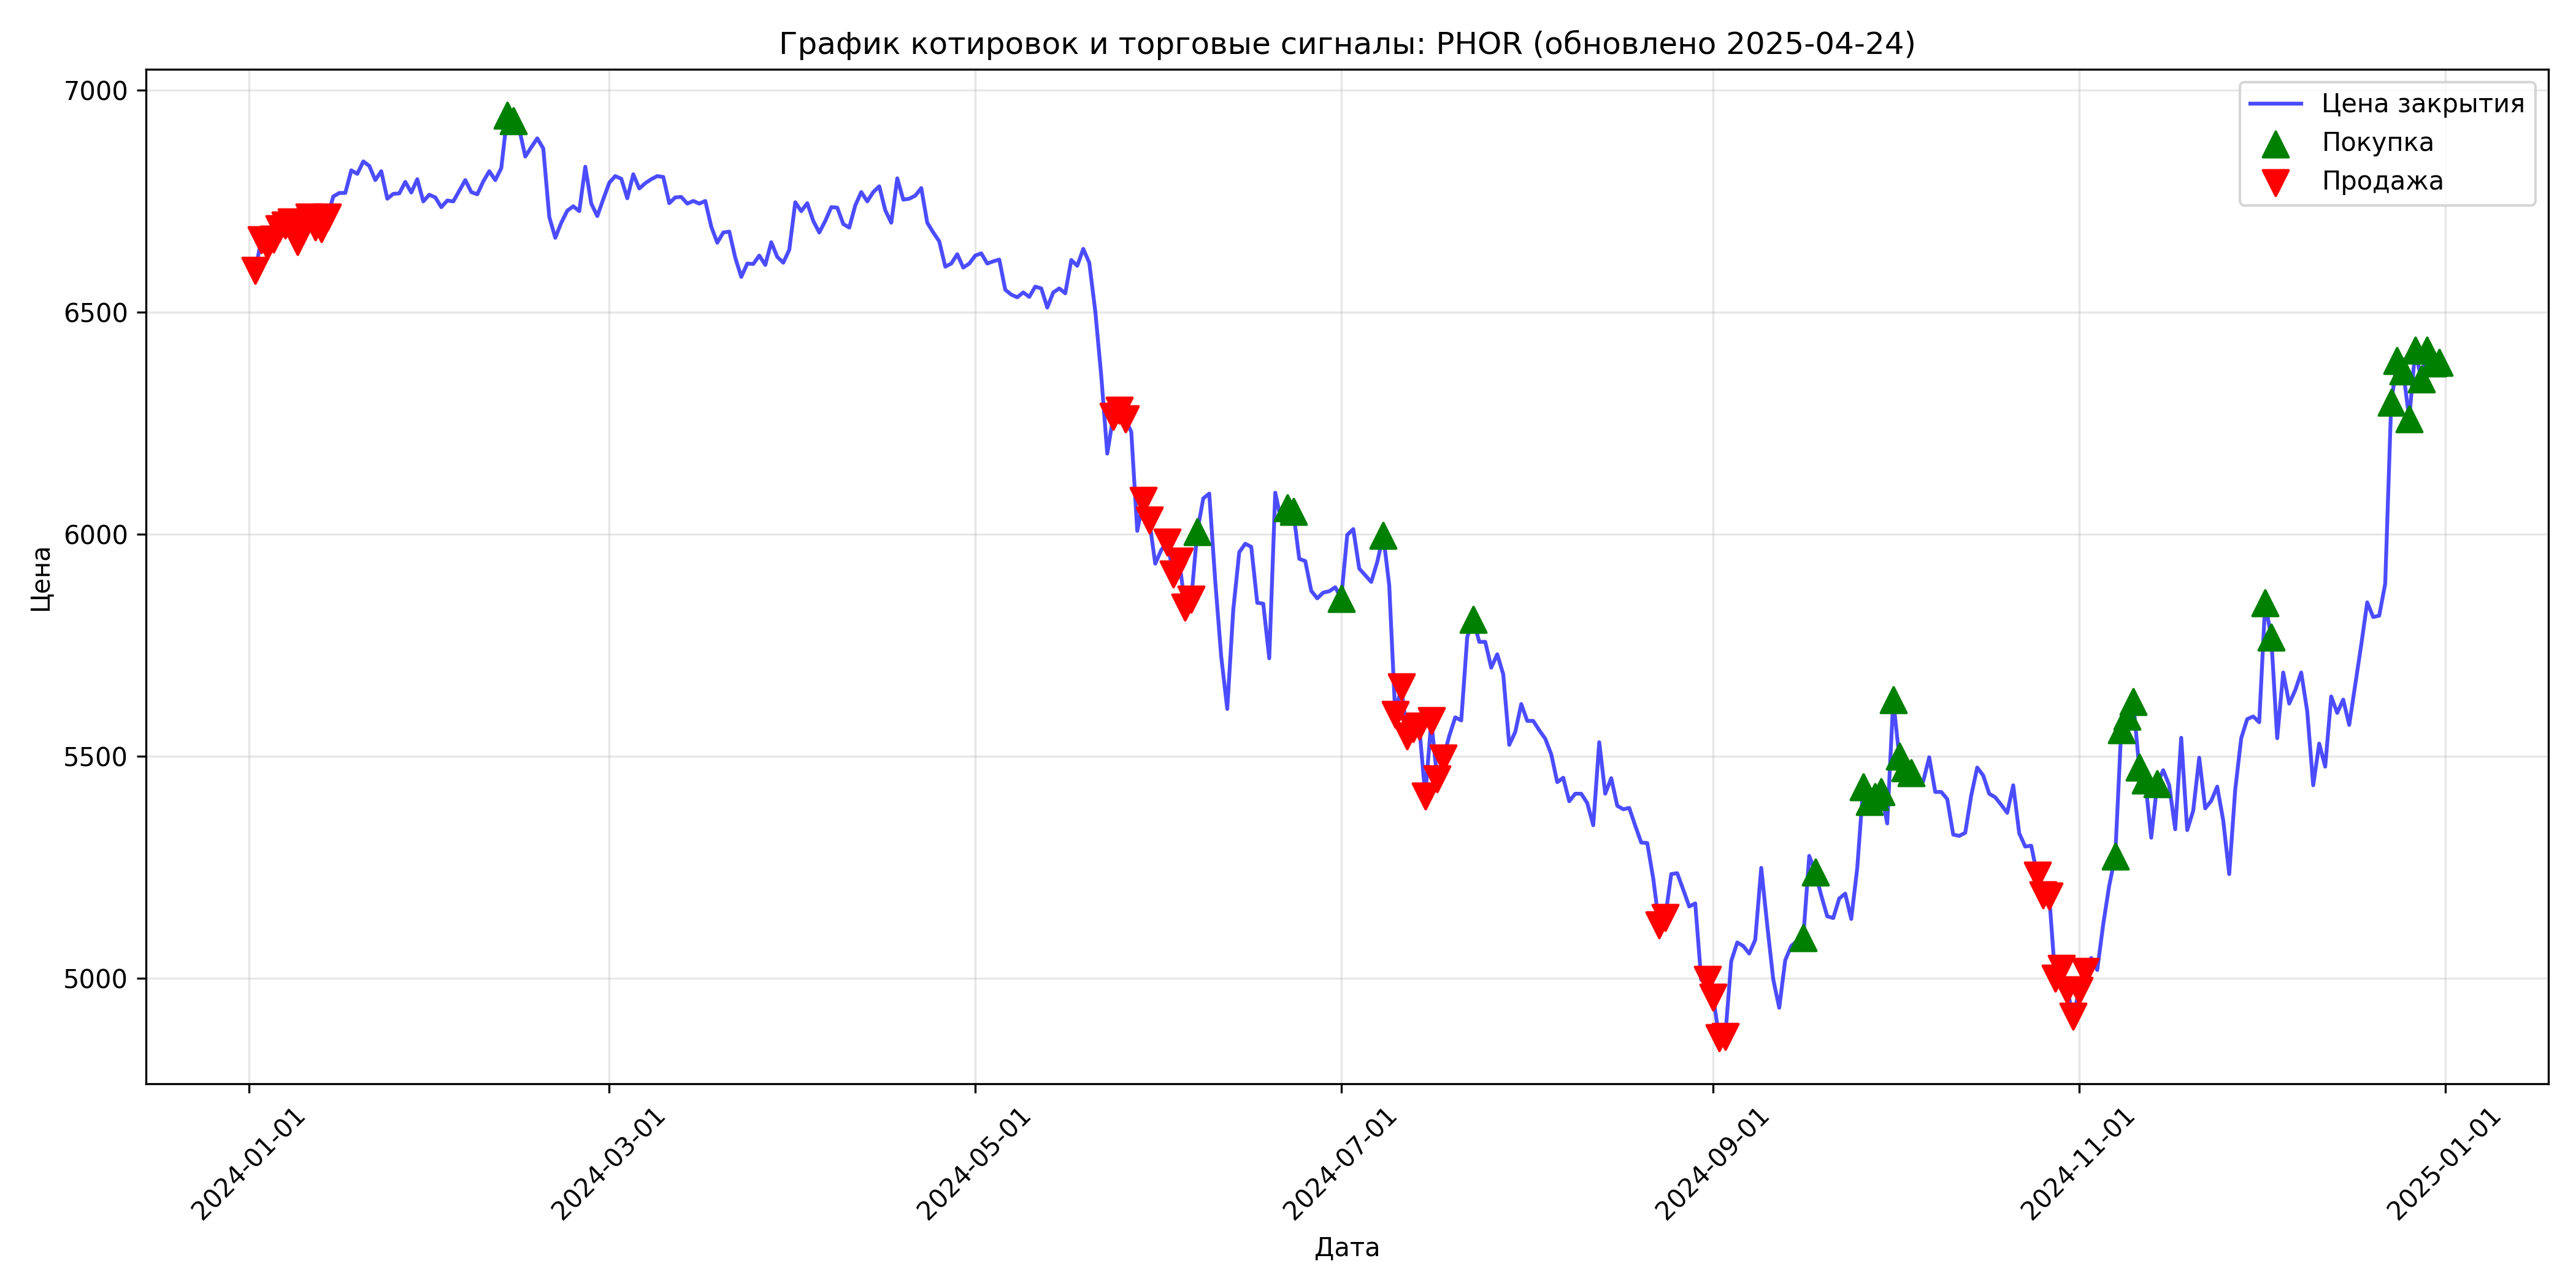 График котировок и торговые сигналы: PHOR (обновлено 2025-04-24)
Цена закрытия
Покупка
Продажа
Цена
7000
6500
6000
5500
5000
2024-01-01
2024-03-01
2024-05-01
2024-07-01
2024-09-01
2024-11-01
2025-01-01
Дата